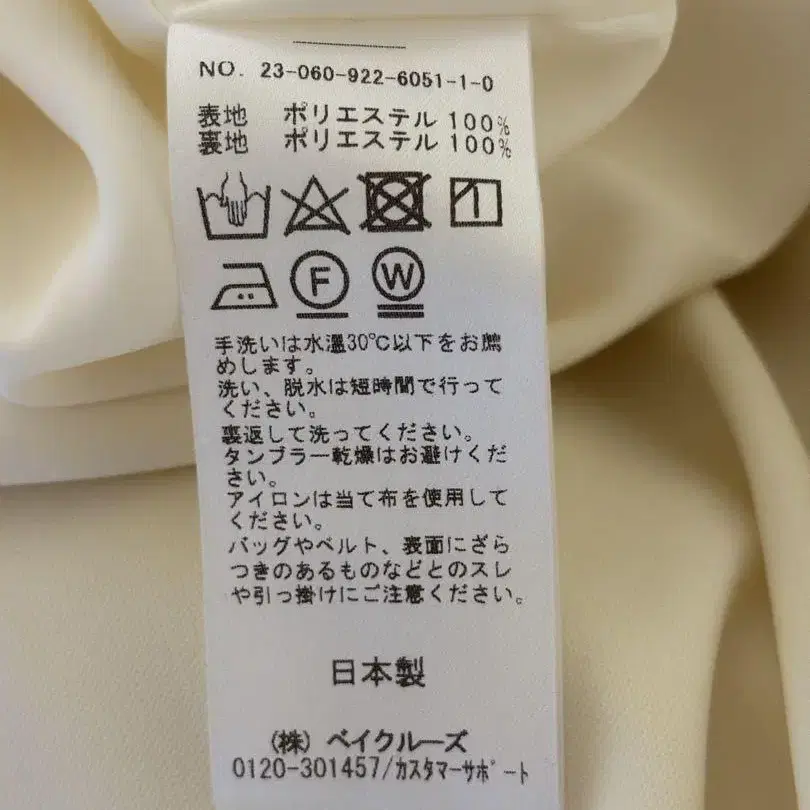 NO. 23-060-922-6051-1-0
表地 ポリエステル 100%
裏地 ポリエステル 100%
F W
手洗いは水温30℃以下をお薦
めします。
洗い、脱水は短時間で行って
ください。
裏返して洗ってください。
タンブラー乾燥はお避けくだ
さい。
アイロンは当て布を使用して
ください。
バッグやベルト、表面にざら
つきのあるものなどとのスレ
や引っ掛けにご注意ください。
日本製
(株) ベイクルーズ
0120-301457/カスタマーサポート